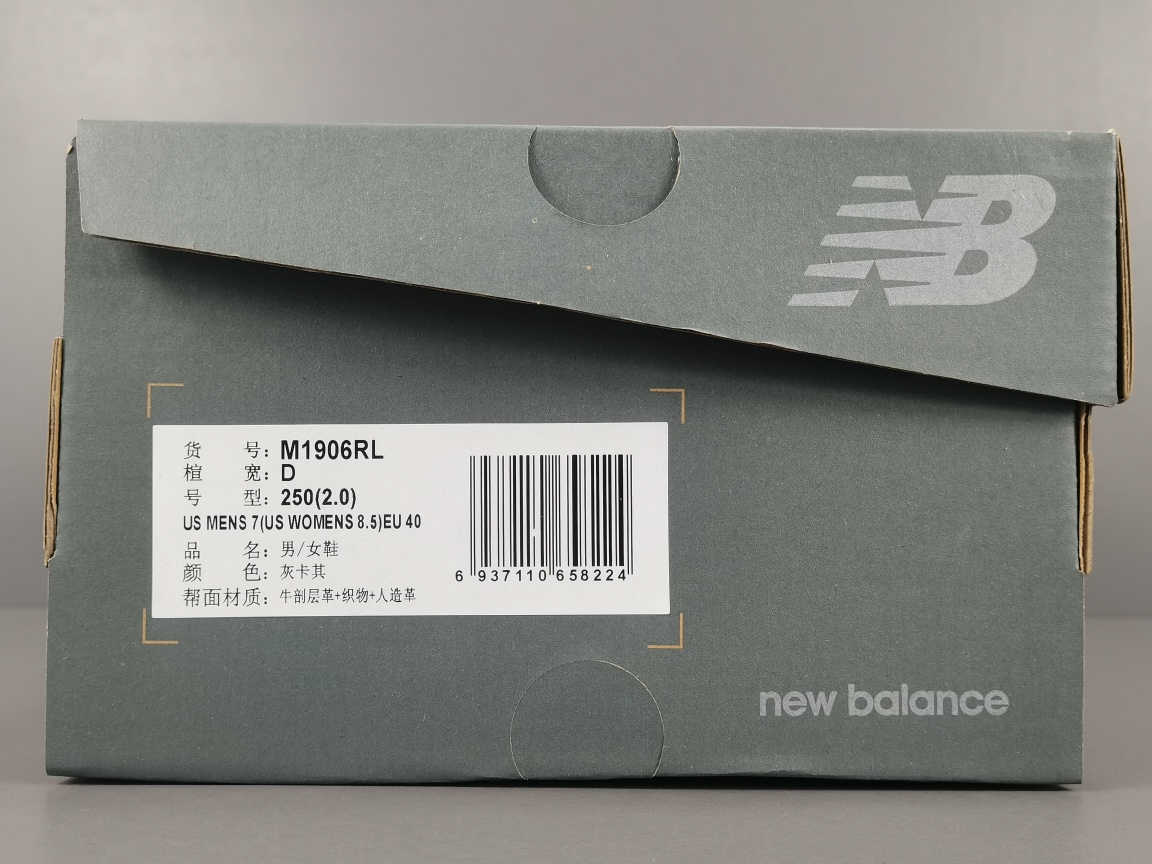 NB
货 号: M1906RL
楦 宽: D
号 型: 250(2.0)
US MENS 7(US WOMENS 8.5)EU 40
品 名: 男/女鞋
颜 色: 灰卡其
帮面材质: 牛剖层革+织物+人造革
6 937110 658224
new balance